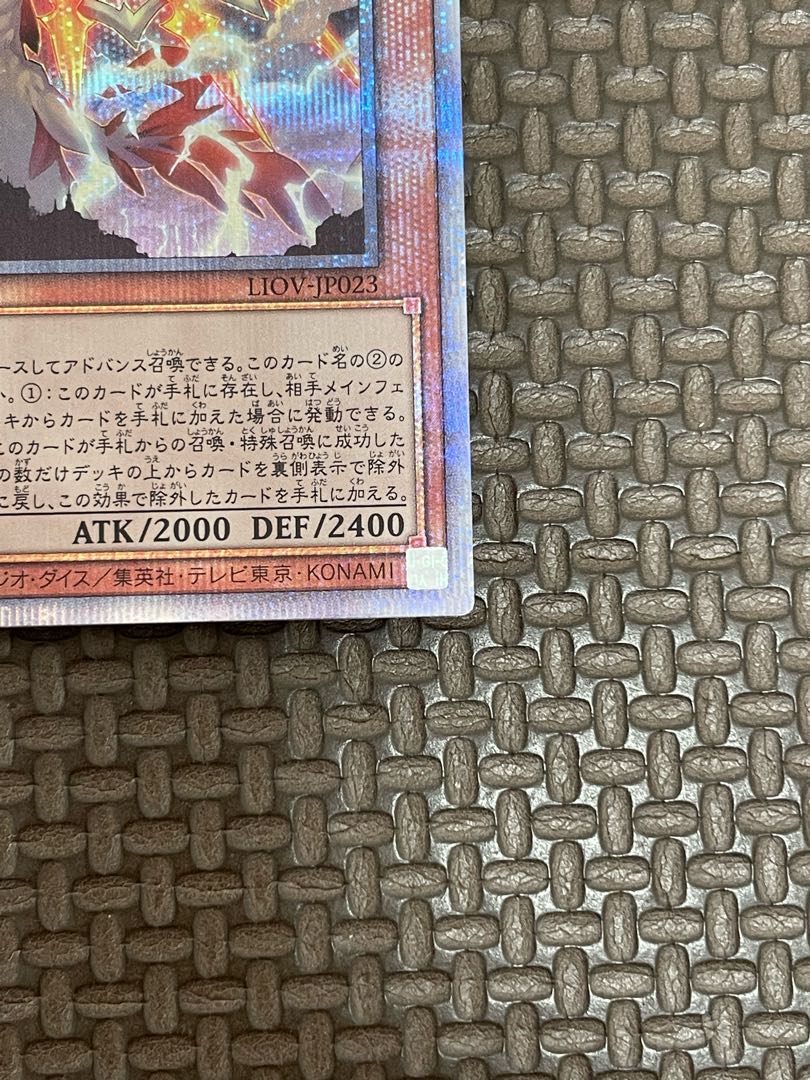 LIOV-JP023
ースしてアドバンス召喚できる。このカード名の②の
い。①:このカードが手札に存在し、相手メインフェ
キからカードを手札に加えた場合に発動できる。
このカードが手札からの召喚・特殊召喚に成功した
の数だけデッキの上からカードを裏側表示で除外
に戻し、この効果で除外したカードを手札に加える。
ATK/2000 DEF/2400
ジオ・ダイス/集英社・テレビ東京・KONAMI